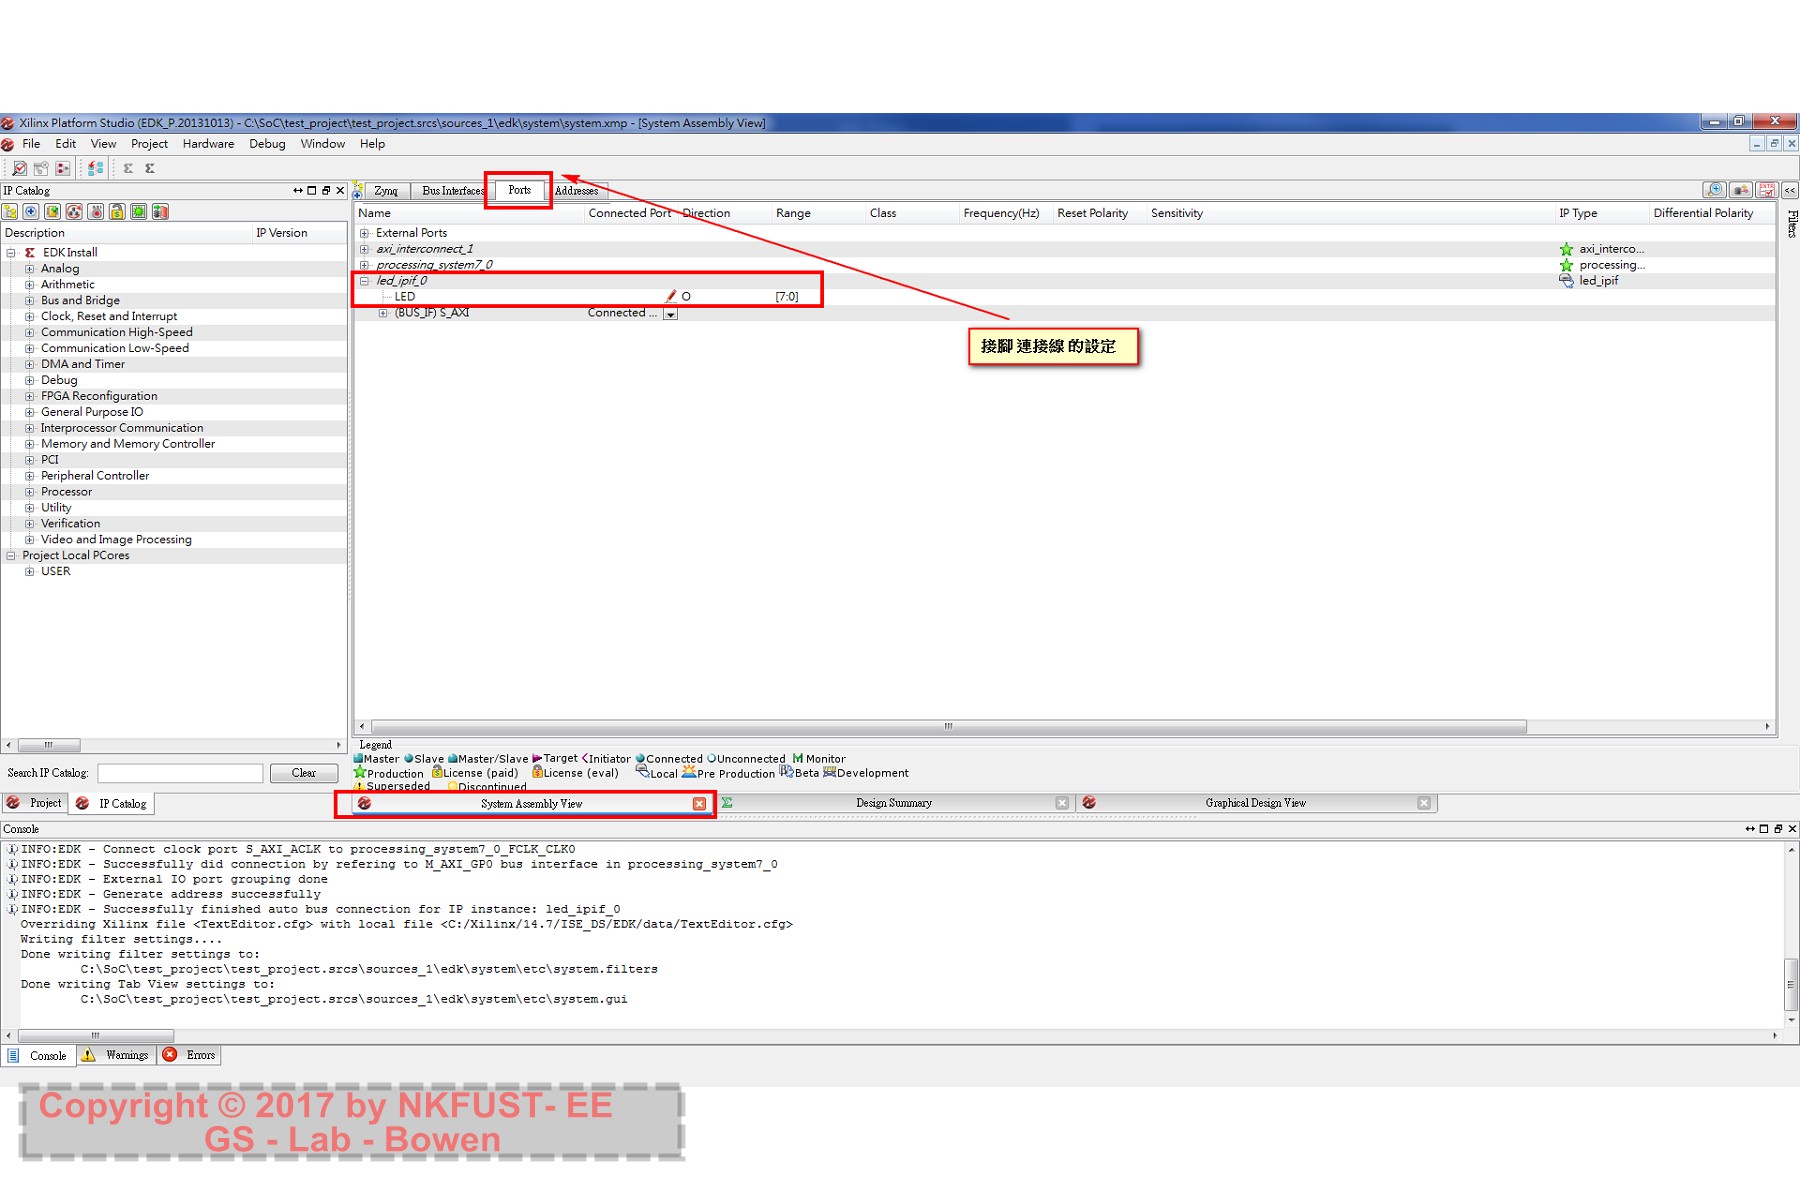 Xilinx Platform Studio (EDK_P.20131013) - C:\SoC\test_project\test_project.srcs\sources_1\edk\system\system.xmp - [System Assembly View]
File Edit View Project Hardware Debug Window Help
IP Catalog
Zynq Bus Interfaces Ports Addresses
Description IP Version
Name Connected Port Direction Range Class Frequency(Hz) Reset Polarity Sensitivity IP Type Differential Polarity
Filters
EDK Install
Analog
Arithmetic
Bus and Bridge
Clock, Reset and Interrupt
Communication High-Speed
Communication Low-Speed
DMA and Timer
Debug
FPGA Reconfiguration
General Purpose IO
Interprocessor Communication
Memory and Memory Controller
PCI
Peripheral Controller
Processor
Utility
Verification
Video and Image Processing
Project Local PCores
USER
External Ports
axi_interconnect_1 axi_interco...
processing_system7_0 processing...
led_ipif_0 led_ipif
LED O [7:0]
(BUS_IF) S_AXI Connected ...
接腳 連接線 的設定
Legend
Master Slave Master/Slave Target Initiator Connected Unconnected Monitor
Production License (paid) License (eval) Local Pre Production Beta Development
Superseded Discontinued
Search IP Catalog: Clear
Project IP Catalog
System Assembly View Design Summary Graphical Design View
Console
INFO:EDK - Connect clock port S_AXI_ACLK to processing_system7_0_FCLK_CLK0
INFO:EDK - Successfully did connection by refering to M_AXI_GP0 bus interface in processing_system7_0
INFO:EDK - External IO port grouping done
INFO:EDK - Generate address successfully
INFO:EDK - Successfully finished auto bus connection for IP instance: led_ipif_0
Overriding Xilinx file <TextEditor.cfg> with local file <C:/Xilinx/14.7/ISE_DS/EDK/data/TextEditor.cfg>
Writing filter settings....
Done writing filter settings to:
C:\SoC\test_project\test_project.srcs\sources_1\edk\system\etc\system.filters
Done writing Tab View settings to:
C:\SoC\test_project\test_project.srcs\sources_1\edk\system\etc\system.gui
Console Warnings Errors
Copyright © 2017 by NKFUST- EE
GS - Lab - Bowen